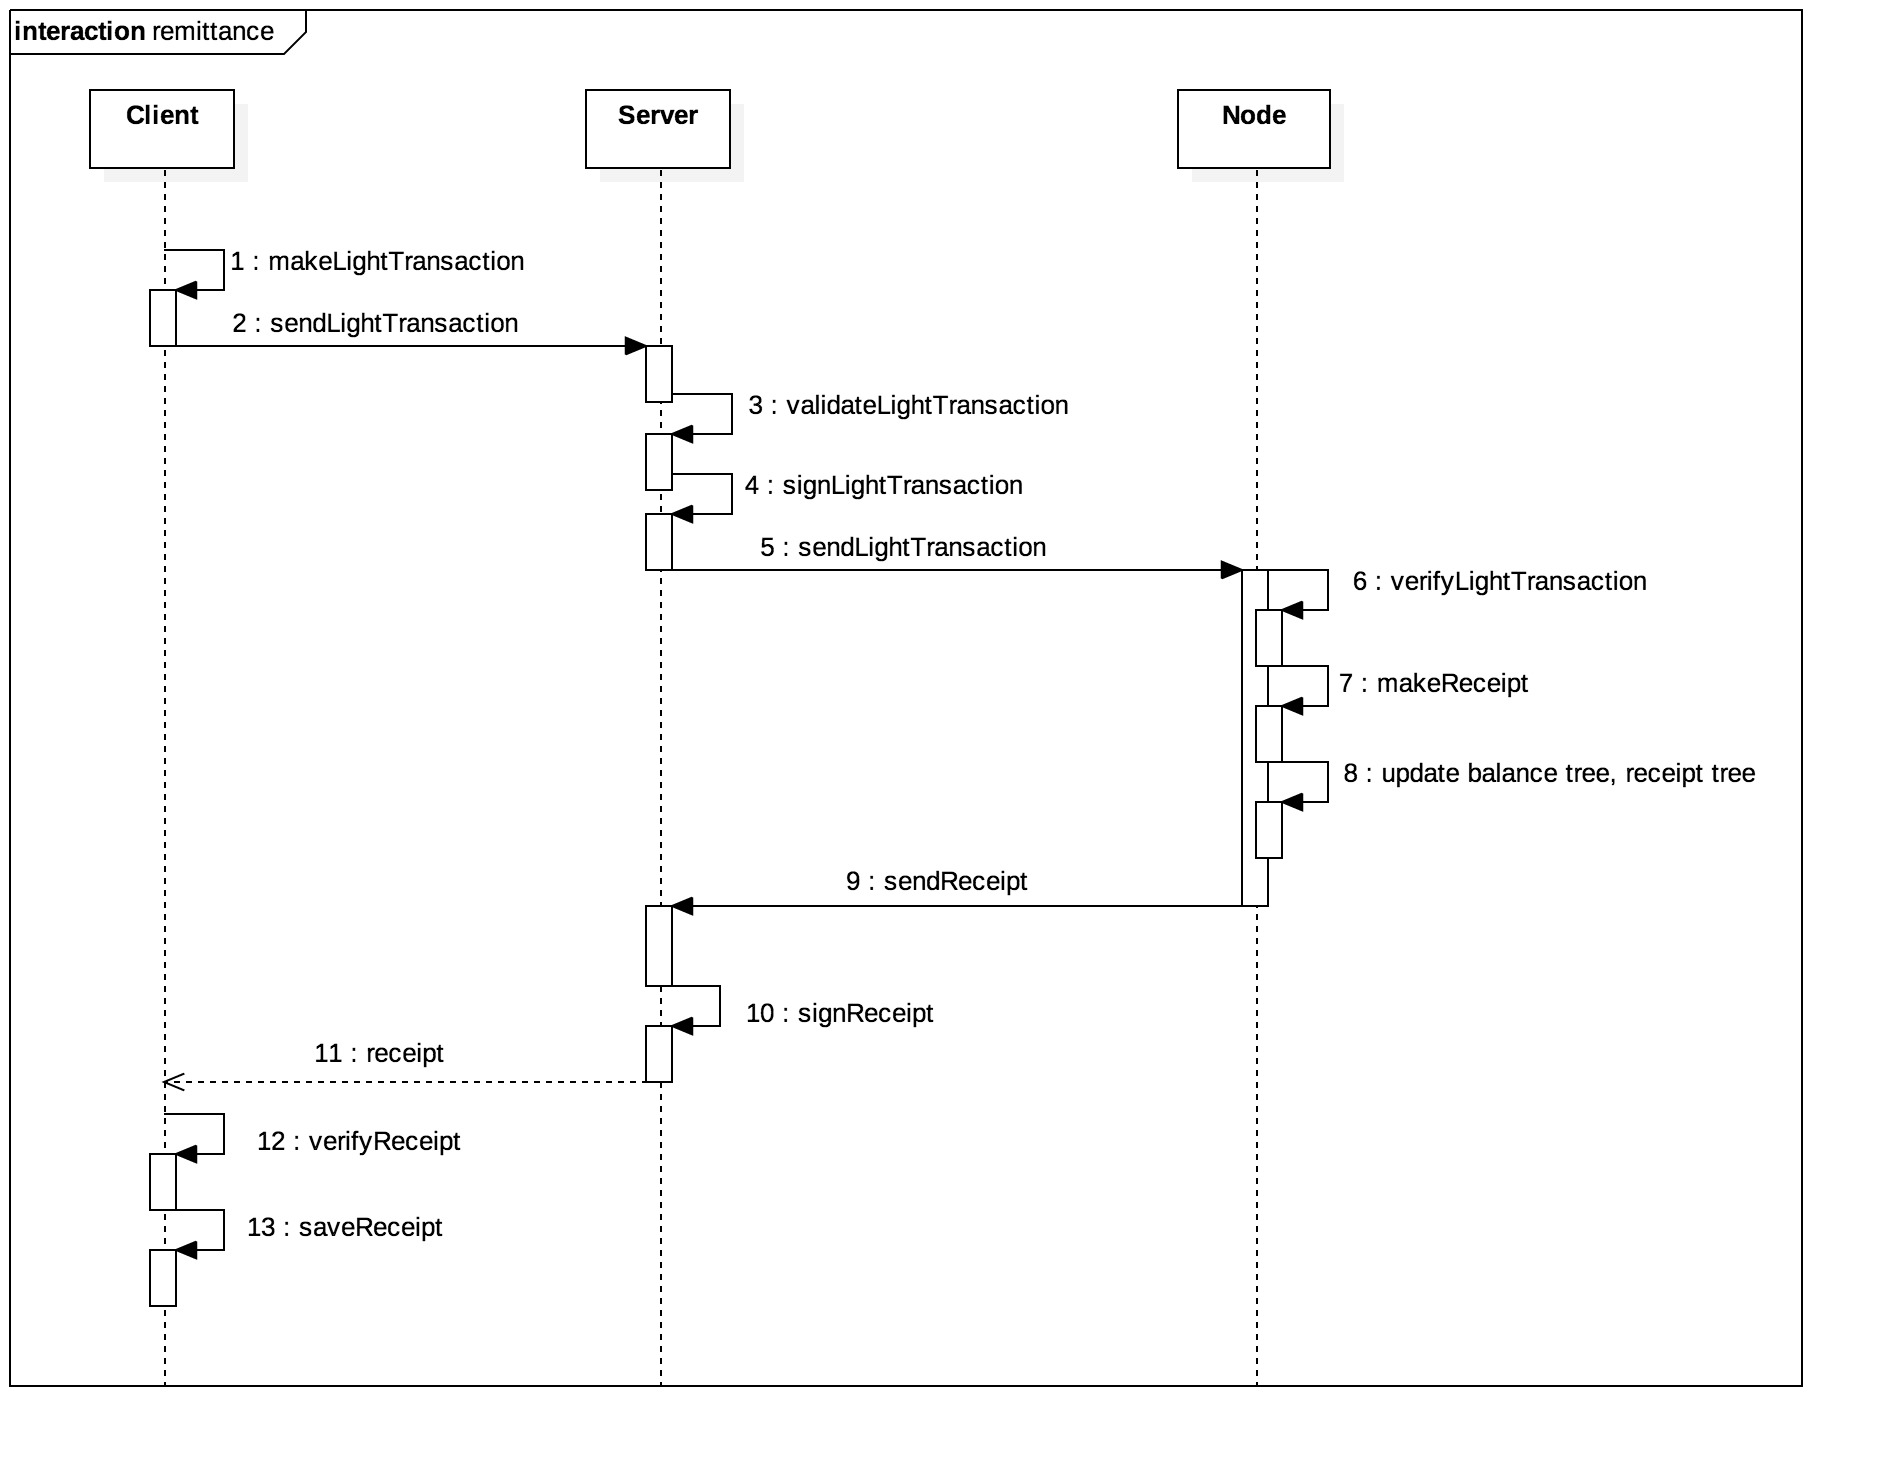 interaction remittance
Client
Server
Node
1 : makeLightTransaction
2 : sendLightTransaction
3 : validateLightTransaction
4 : signLightTransaction
5 : sendLightTransaction
6 : verifyLightTransaction
7 : makeReceipt
8 : update balance tree, receipt tree
9 : sendReceipt
10 : signReceipt
11 : receipt
12 : verifyReceipt
13 : saveReceipt